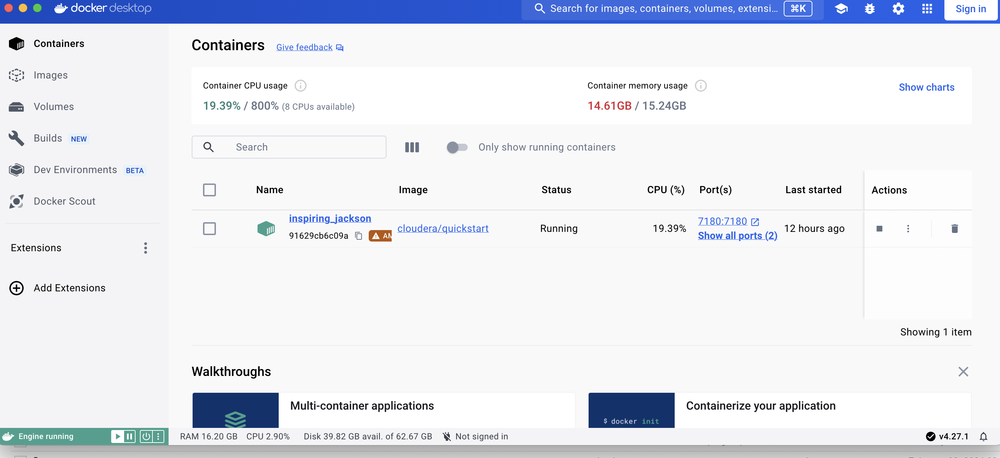 docker desktop
Search for images, containers, volumes, extensi... ⌘K
Sign in
Containers
Images
Volumes
Builds NEW
Dev Environments BETA
Docker Scout
Extensions
Add Extensions
Containers Give feedback
Container CPU usage
19.39% / 800% (8 CPUs available)
Container memory usage
14.61GB / 15.24GB
Show charts
Search
Only show running containers
Name Image Status CPU (%) Port(s) Last started Actions
inspiring_jackson
91629cb6c09a AM
cloudera/quickstart
Running
19.39%
7180:7180
Show all ports (2)
12 hours ago
Showing 1 item
Walkthroughs
Multi-container applications
$ docker init
Containerize your application
Engine running
RAM 16.20 GB CPU 2.90% Disk 39.82 GB avail. of 62.67 GB Not signed in
v4.27.1